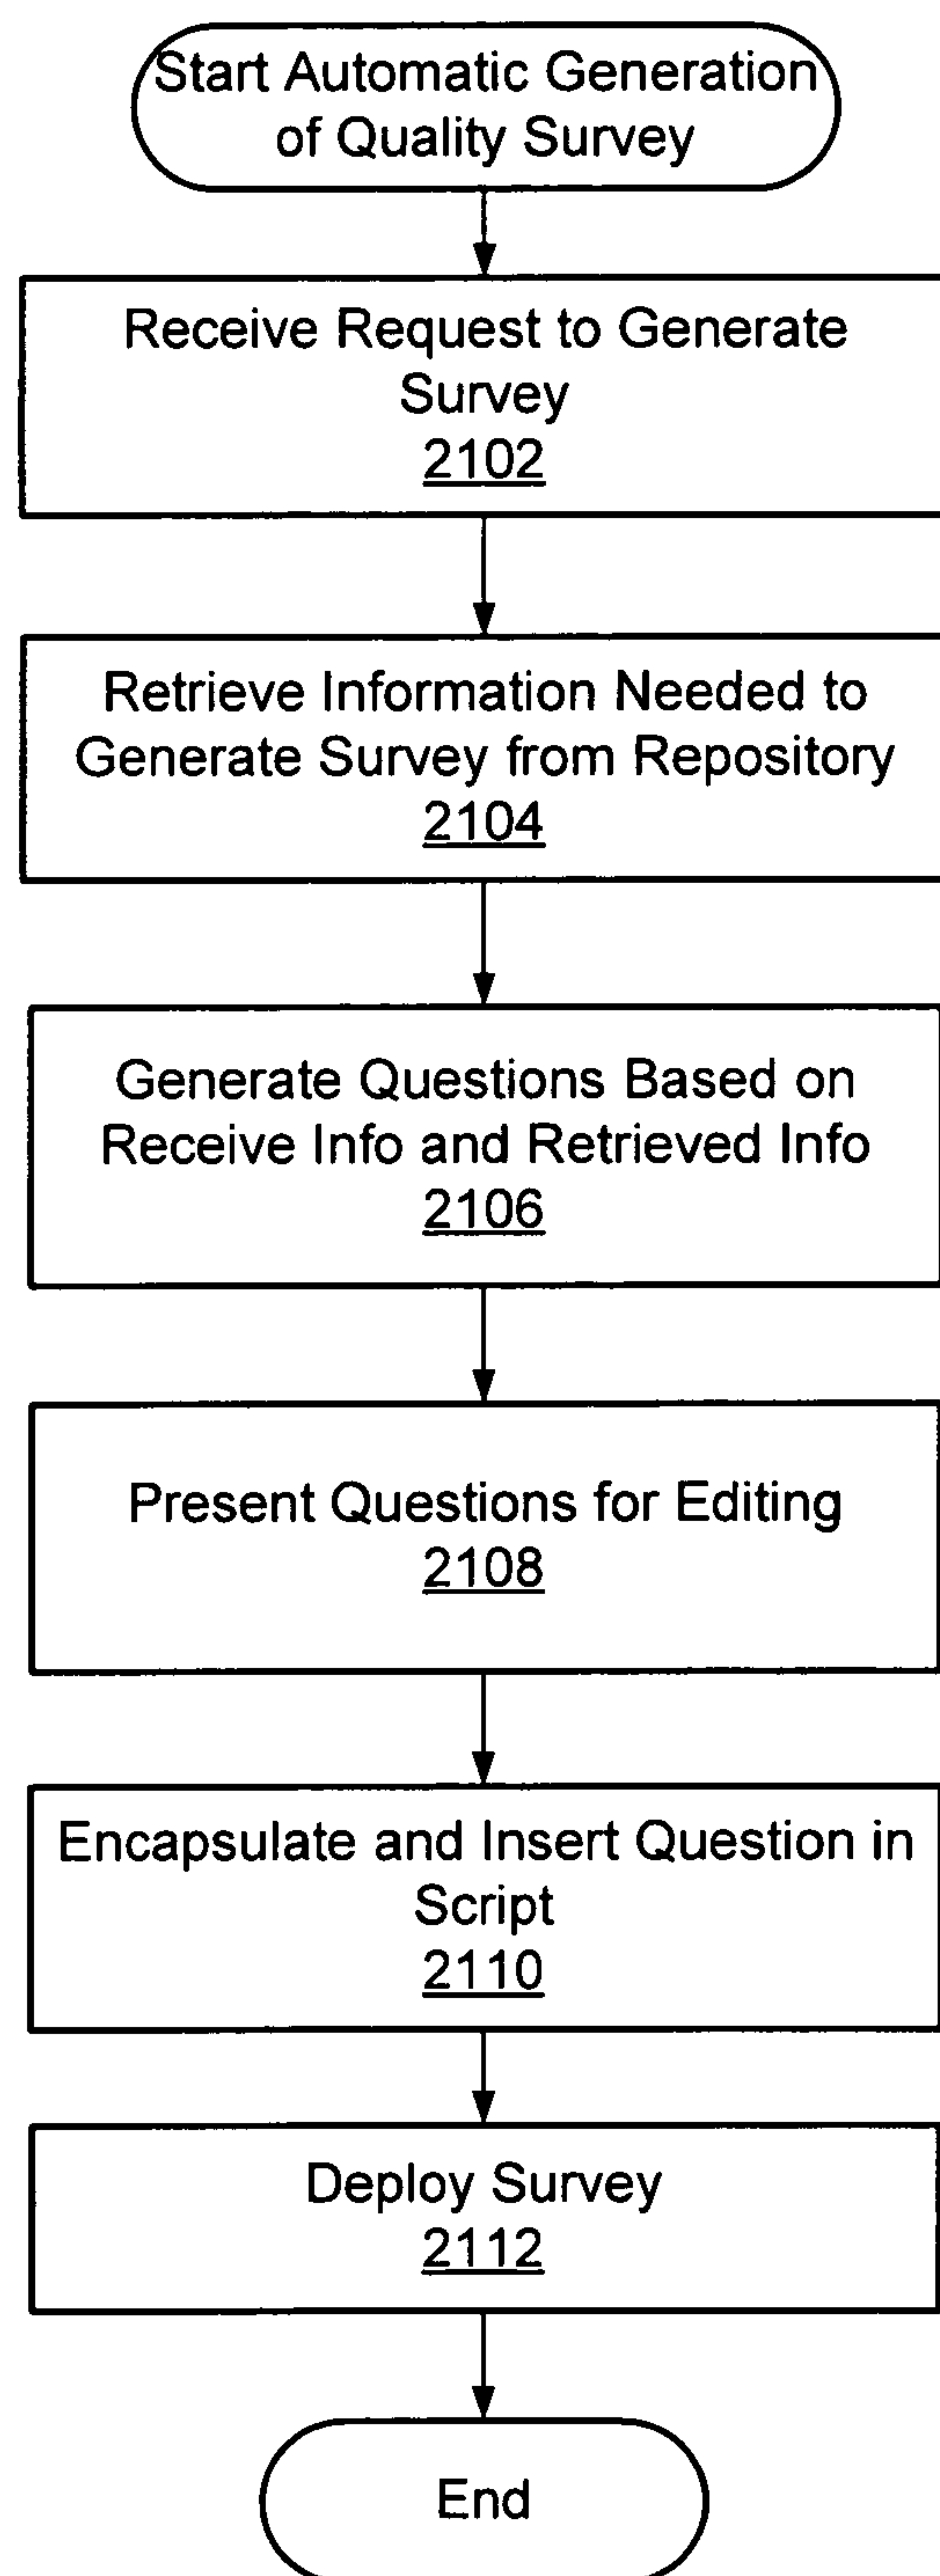 Start Automatic Generation
of Quality Survey
Receive Request to Generate
Survey
2102
Retrieve Information Needed to
Generate Survey from Repository
2104
Generate Questions Based on
Receive Info and Retrieved Info
2106
Present Questions for Editing
2108
Encapsulate and Insert Question in
Script
2110
Deploy Survey
2112
End